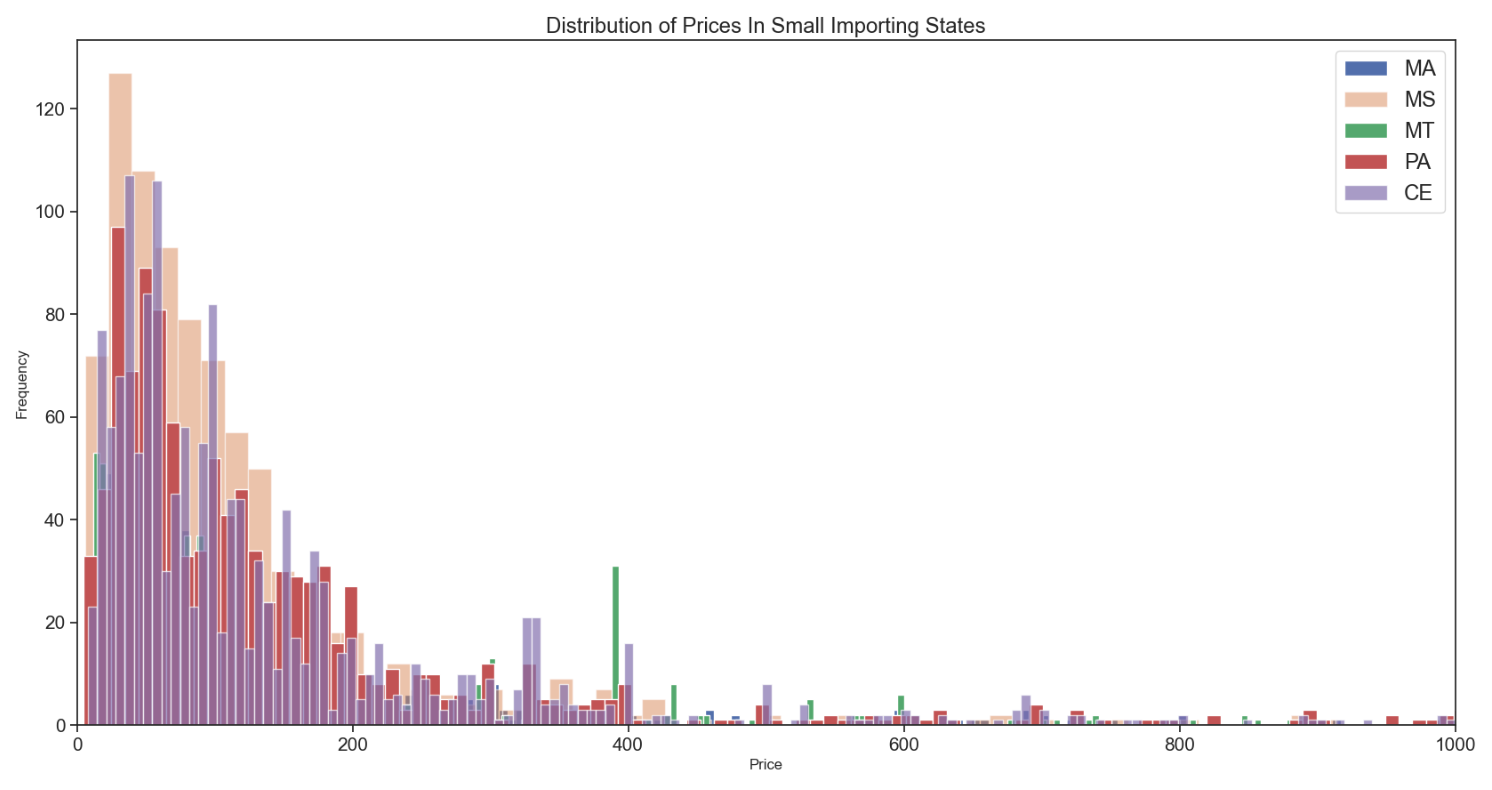 Distribution of Prices In Small Importing States
MA
MS
MT
PA
CE
Frequency
120
100
80
60
40
20
0
0 200 400 600 800 1000
Price